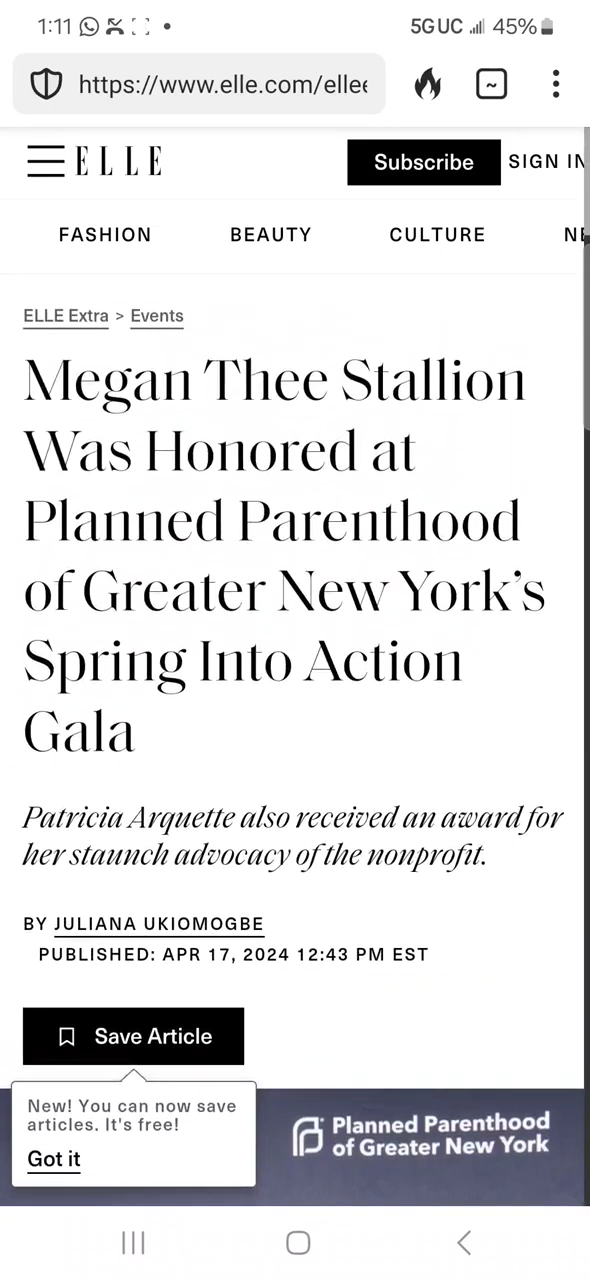 1:11
5G UC 45%
https://www.elle.com/elle
ELLE
Subscribe SIGN IN
FASHION BEAUTY CULTURE
ELLE Extra > Events
Megan Thee Stallion
Was Honored at
Planned Parenthood
of Greater New York's
Spring Into Action
Gala
Patricia Arquette also received an award for
her staunch advocacy of the nonprofit.
BY JULIANA UKIOMOGBE
PUBLISHED: APR 17, 2024 12:43 PM EST
Save Article
New! You can now save
articles. It's free!
Got it
Planned Parenthood
of Greater New York